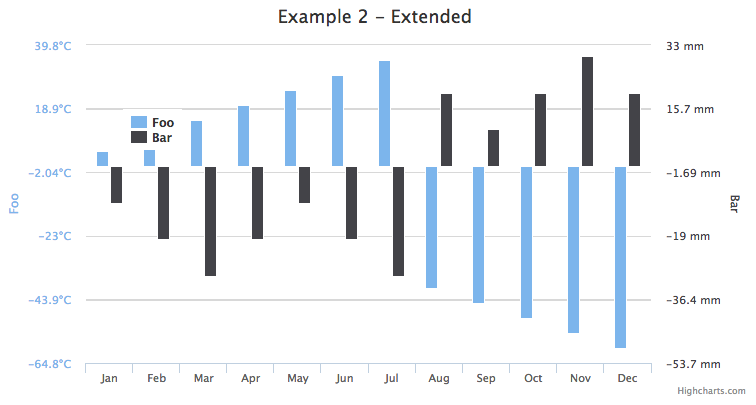 Example 2 – Extended
39.8°C
18.9°C
−2.04°C
−23°C
−43.9°C
−64.8°C
Foo
Foo
Bar
33 mm
15.7 mm
−1.69 mm
−19 mm
−36.4 mm
−53.7 mm
Bar
Jan Feb Mar Apr May Jun Jul Aug Sep Oct Nov Dec
Highcharts.com